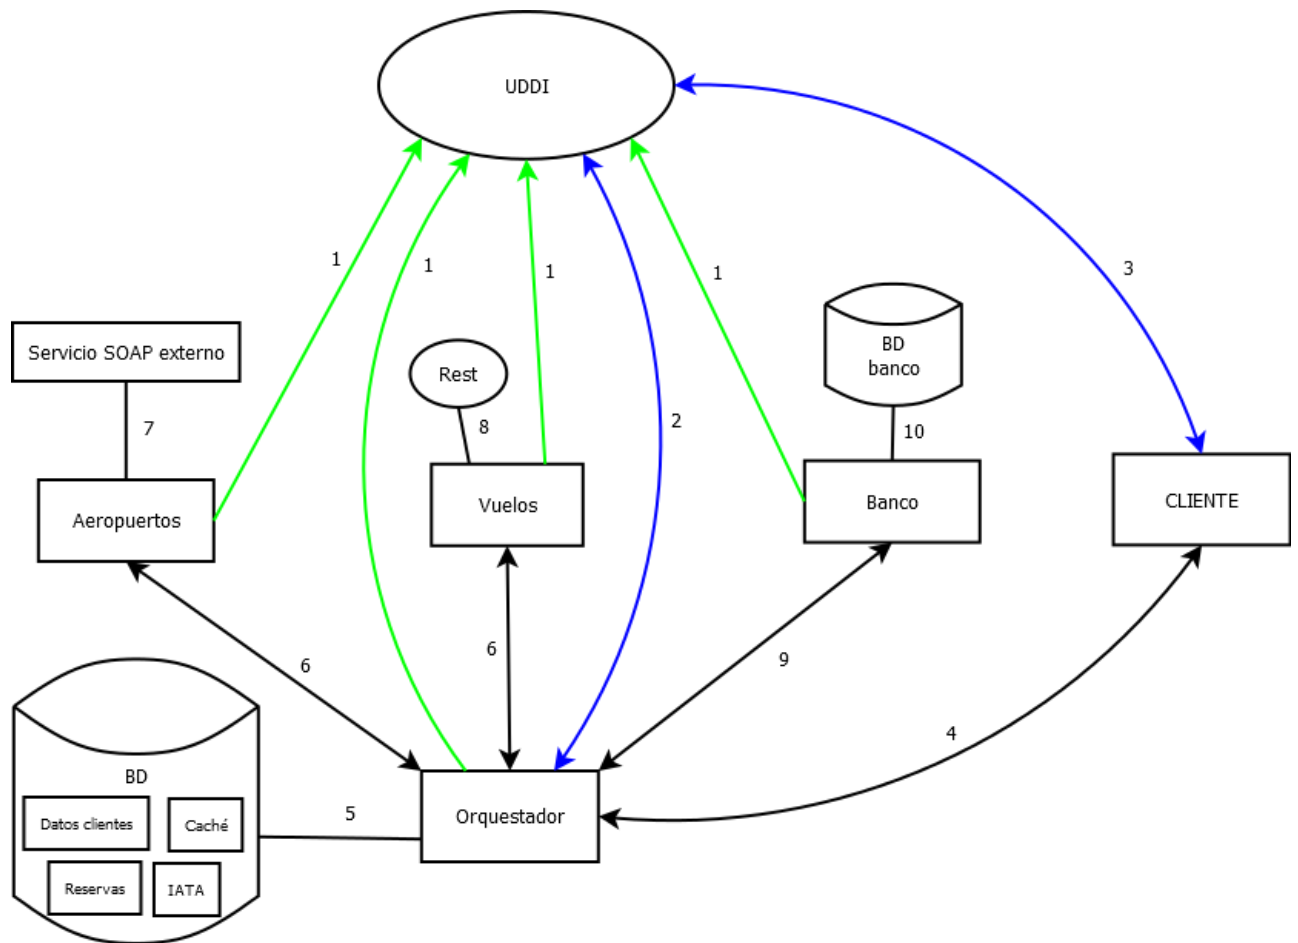 UDDI
1
1
1
1
3
Servicio SOAP externo
BD
banco
Rest
7
8
2
10
Aeropuertos
Vuelos
Banco
CLIENTE
6
6
9
4
BD
5
Orquestador
Datos clientes
Caché
Reservas
IATA